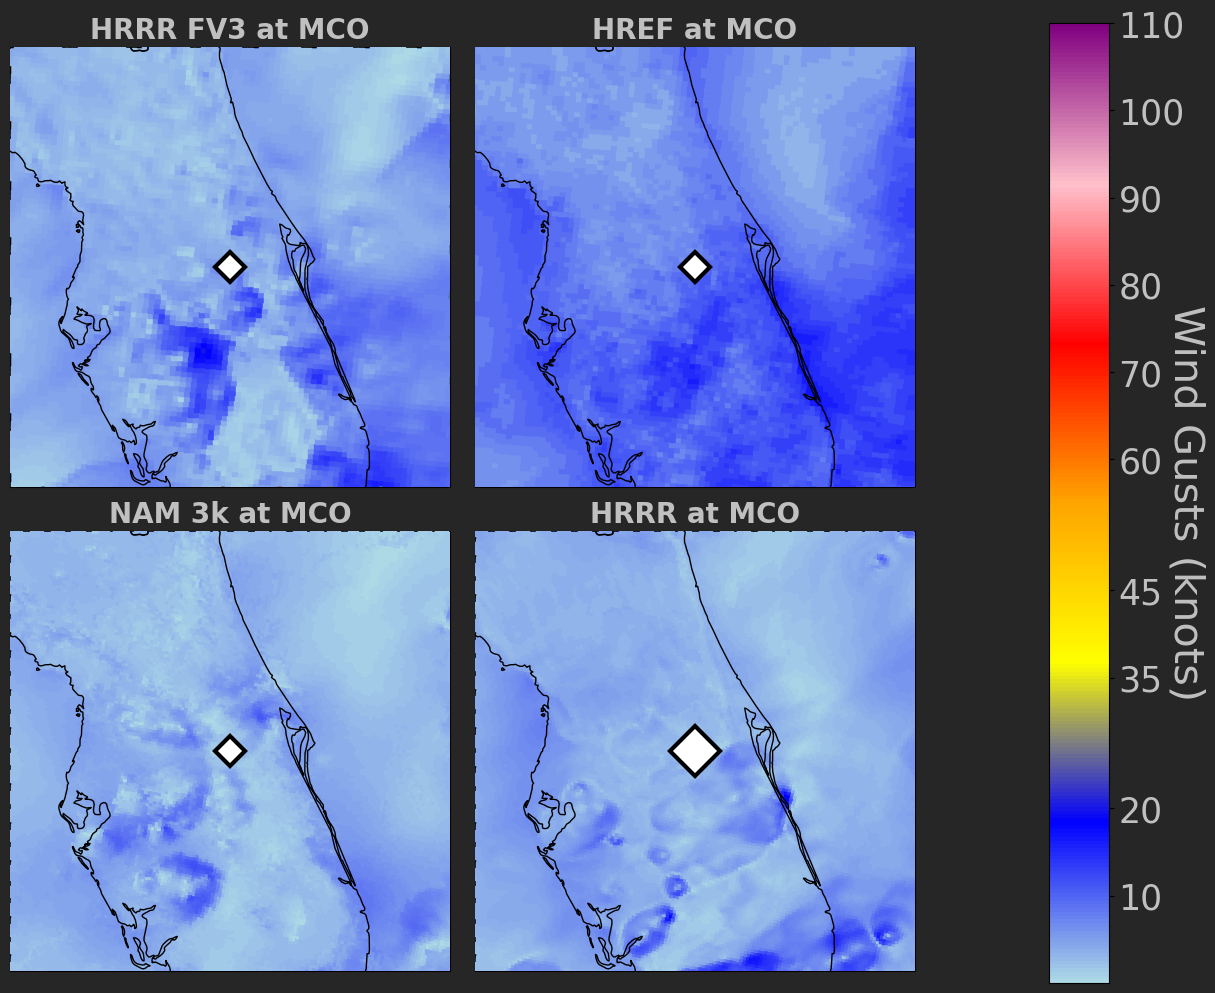 HRRR FV3 at MCO
HREF at MCO
NAM 3k at MCO
HRRR at MCO
110
100
90
80
70
60
45
35
20
10
Wind Gusts (knots)